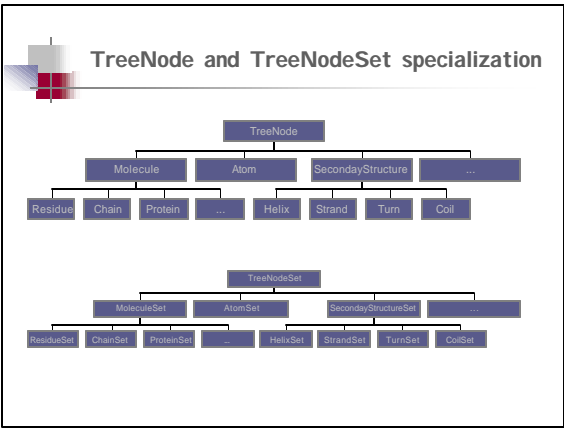 TreeNode and TreeNodeSet specialization
TreeNode
Molecule Atom SecondayStructure ...
Residue Chain Protein ... Helix Strand Turn Coil
TreeNodeSet
MoleculeSet AtomSet SecondayStructureSet ...
ResidueSet ChainSet ProteinSet ... HelixSet StrandSet TurnSet CoilSet